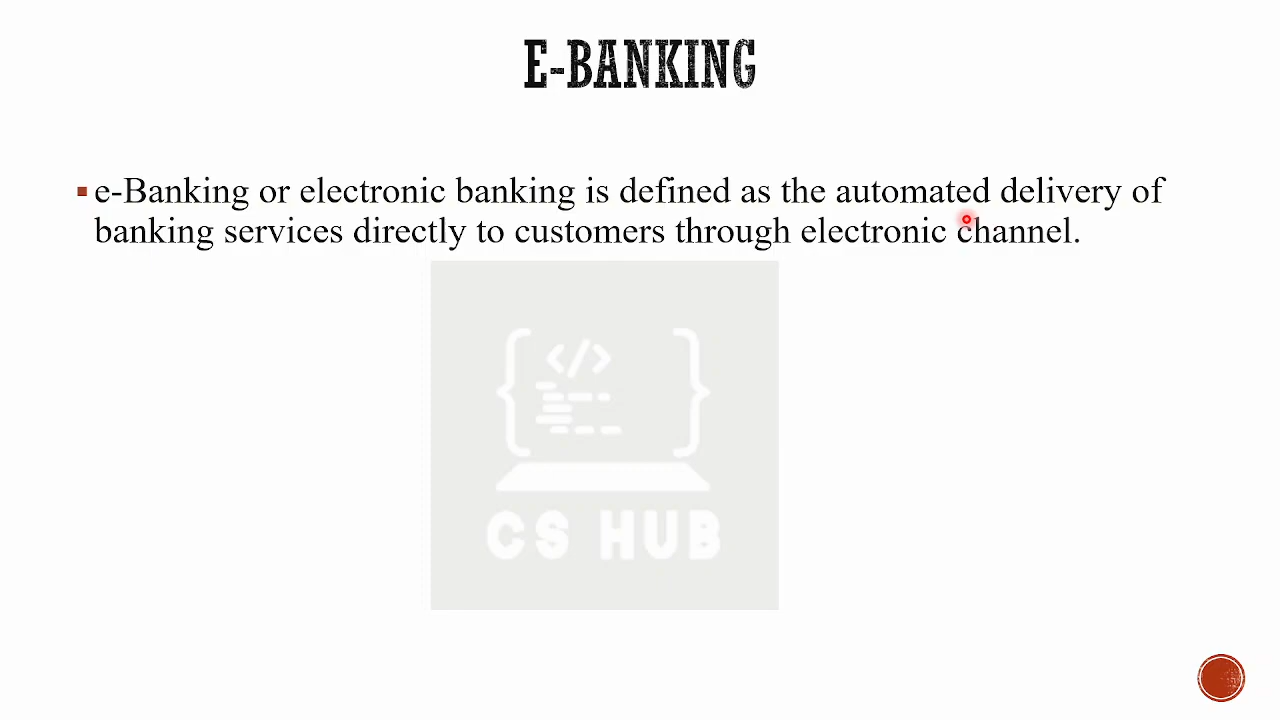 E-BANKING
e-Banking or electronic banking is defined as the automated delivery of
banking services directly to customers through electronic channel.
</>
CS HUB